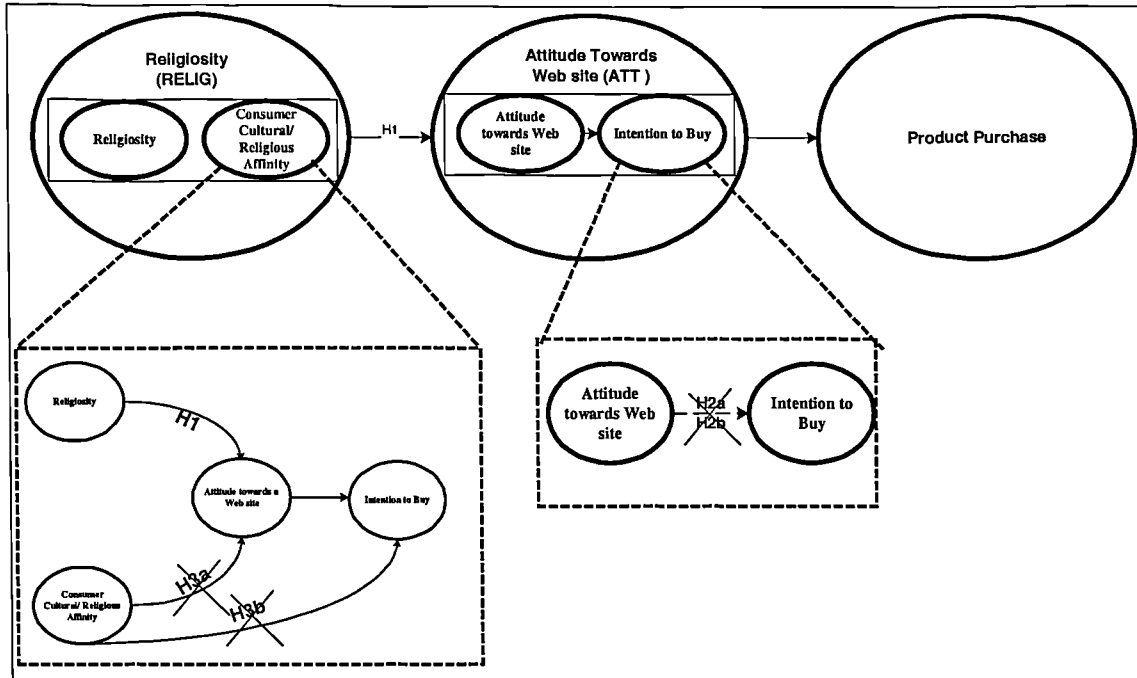 Religiosity
(RELIG)
Religiosity
Consumer
Cultural/
Religious
Affinity
H1
Attitude Towards
Web site (ATT )
Attitude
towards Web
site
Intention to Buy
Product Purchase
Religiosity
H1
Attitude towards a
Web site
Intention to Buy
Consumer
Cultural/ Religious
Affinity
H3a
H3b
Attitude
towards Web
site
H2a
H2b
Intention to
Buy